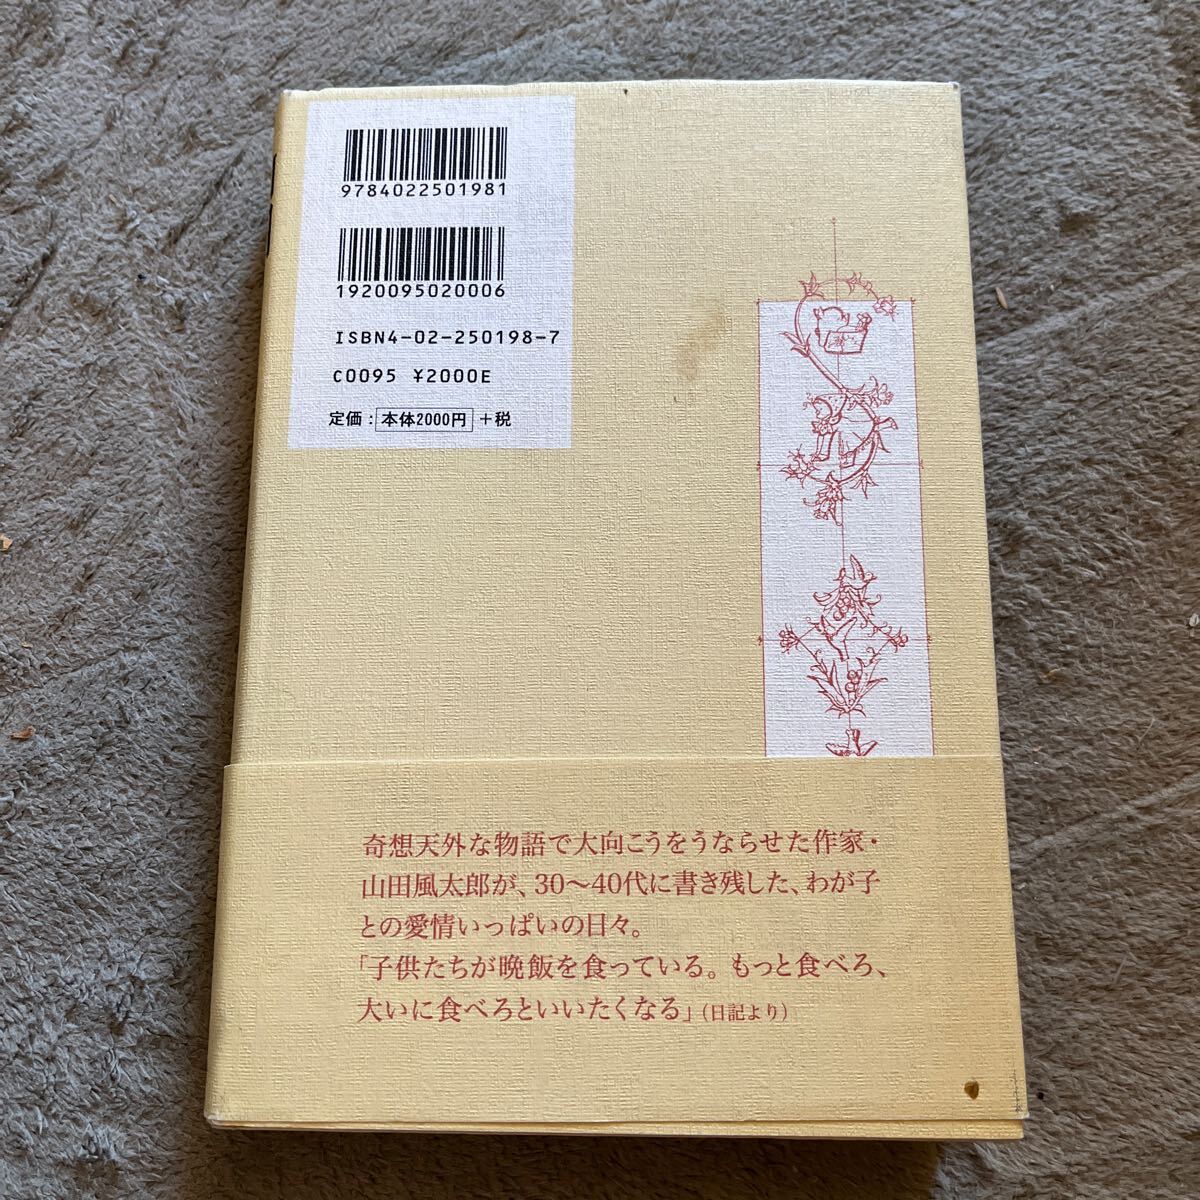 9784022501981
1920095020006
ISBN4-02-250198-7
C0095 ¥2000E
定価：本体2000円＋税
奇想天外な物語で大向こうをうならせた作家・
山田風太郎が、30〜40代に書き残した、わが子
との愛情いっぱいの日々。
「子供たちが晩飯を食っている。もっと食べろ、
大いに食べろといいたくなる」（日記より）